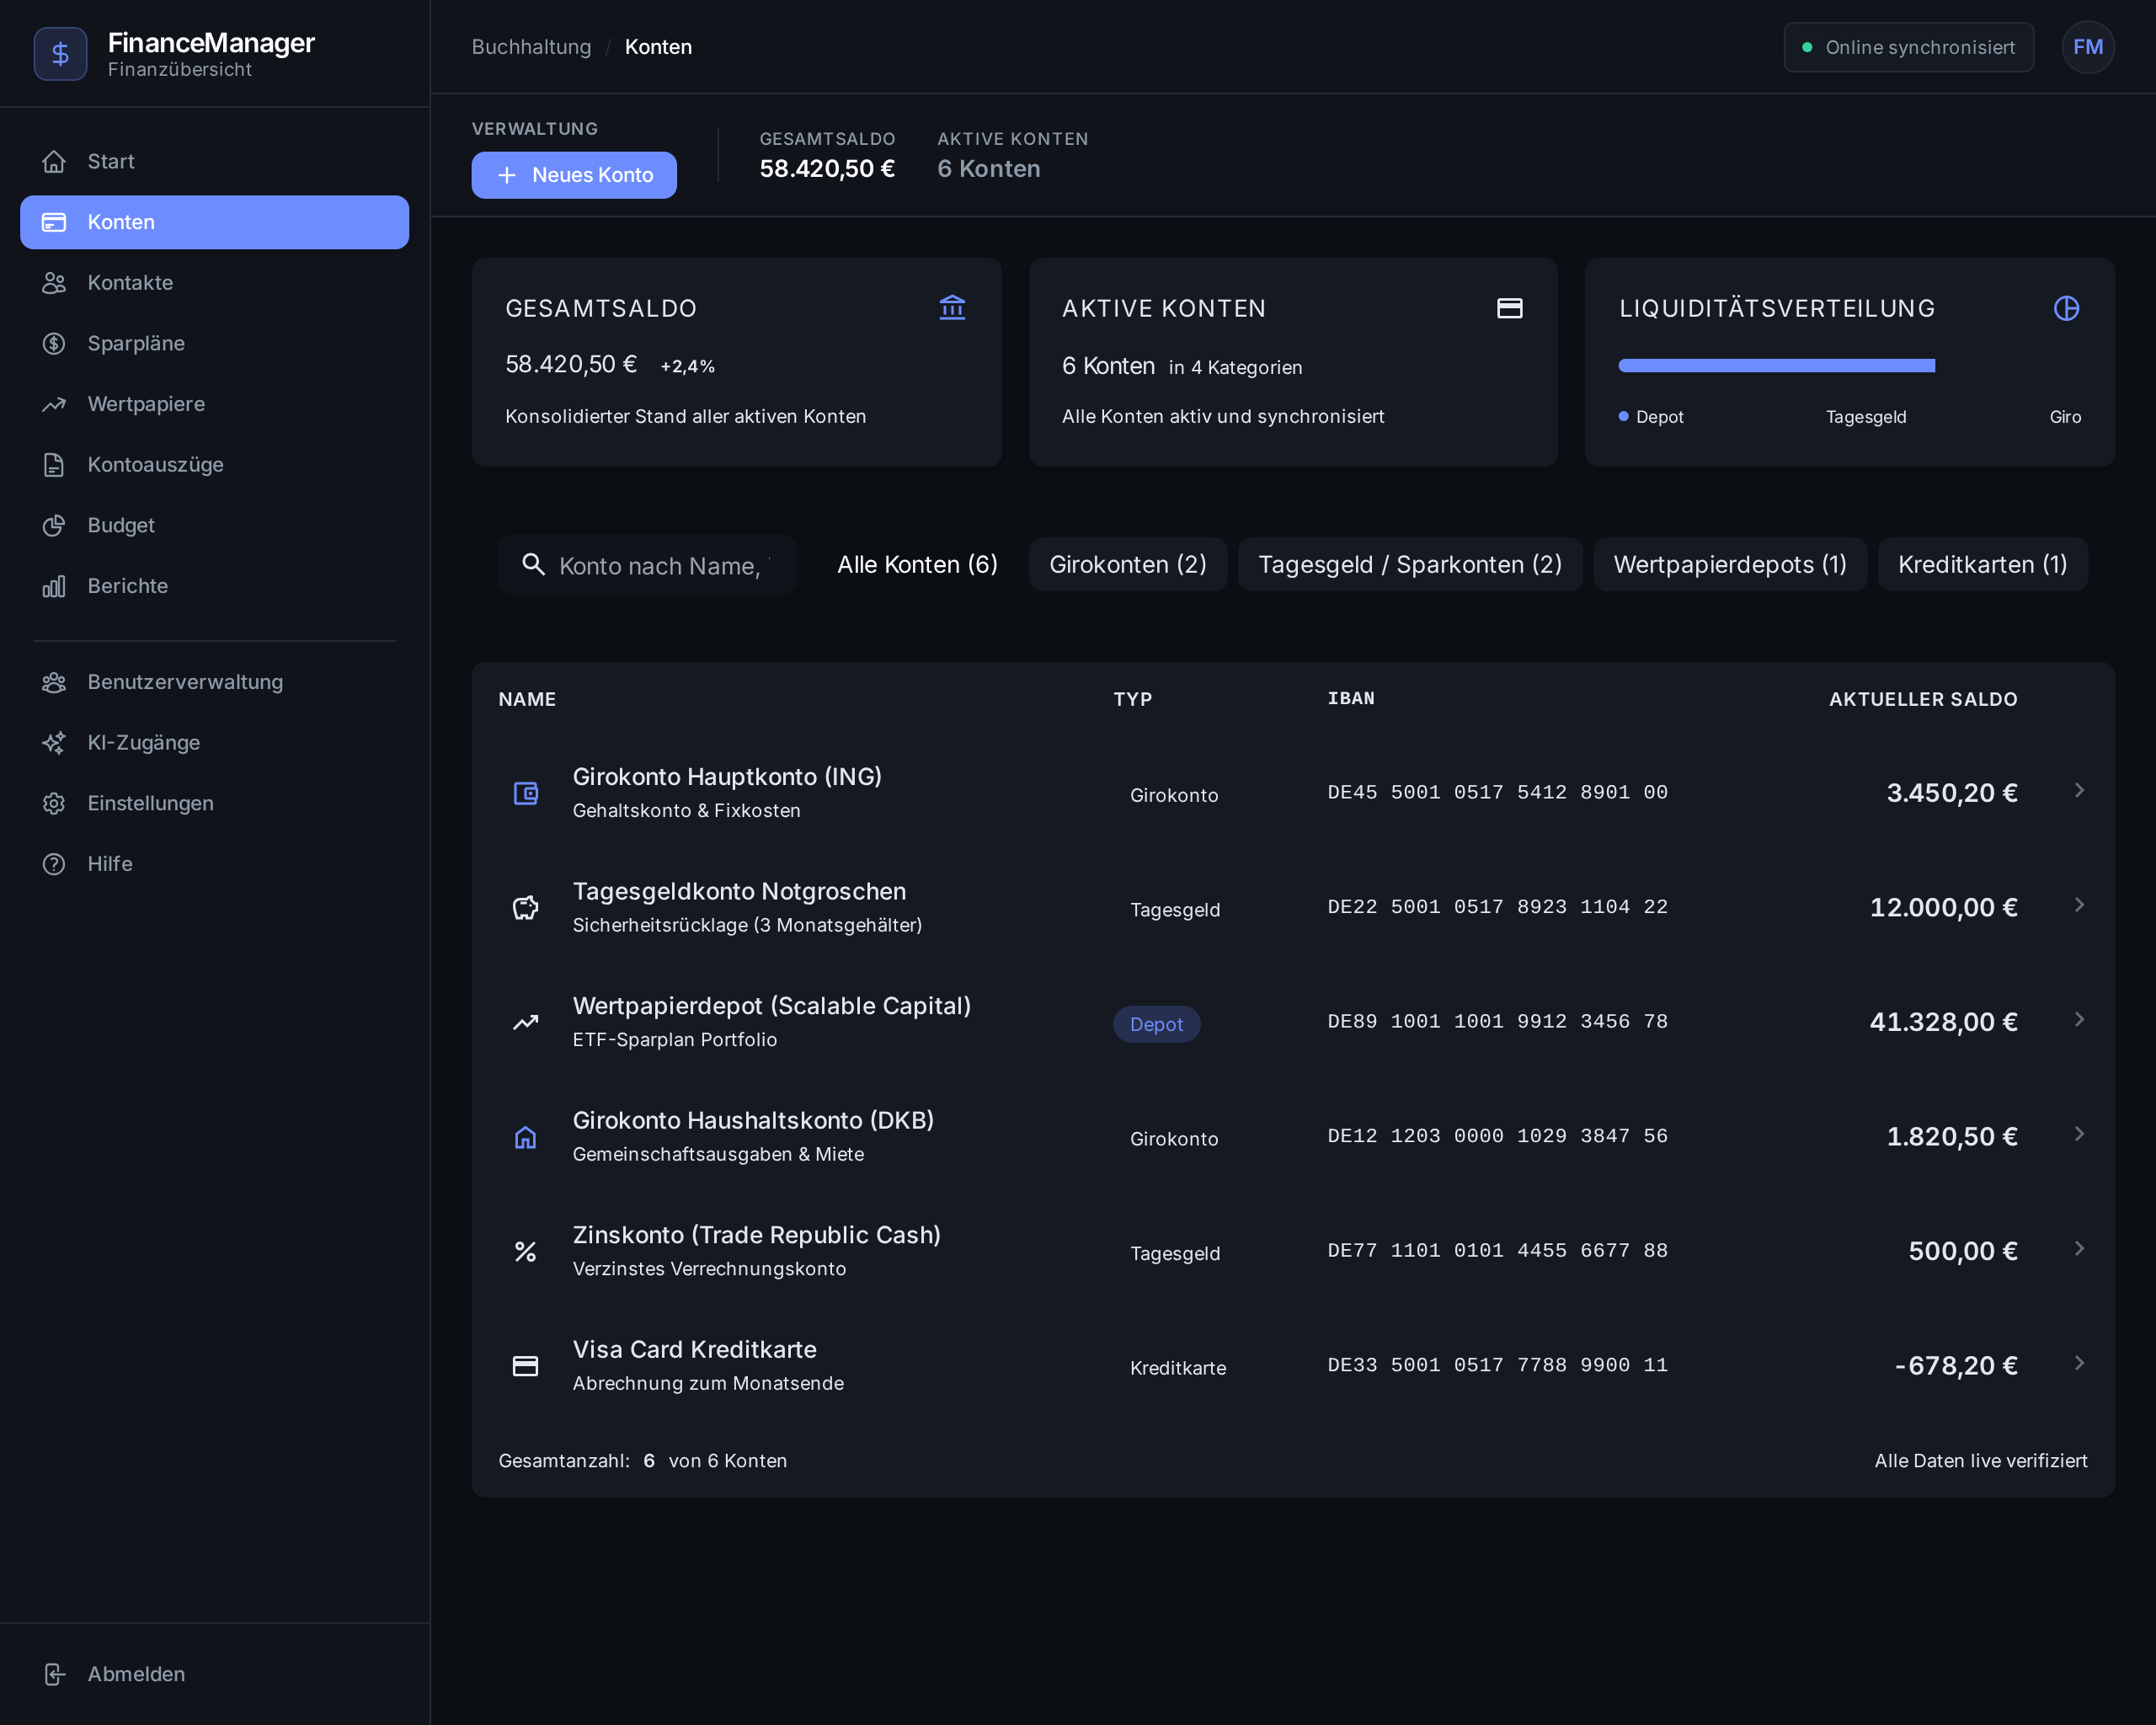 FinanceManager
Finanzübersicht
Start
Konten
Kontakte
Sparpläne
Wertpapiere
Kontoauszüge
Budget
Berichte
Benutzerverwaltung
KI-Zugänge
Einstellungen
Hilfe
Abmelden
Buchhaltung / Konten
Online synchronisiert
FM
VERWALTUNG
Neues Konto
GESAMTSALDO
58.420,50 €
AKTIVE KONTEN
6 Konten
GESAMTSALDO
58.420,50 € +2,4%
Konsolidierter Stand aller aktiven Konten
AKTIVE KONTEN
6 Konten in 4 Kategorien
Alle Konten aktiv und synchronisiert
LIQUIDITÄTSVERTEILUNG
Depot Tagesgeld Giro
Konto nach Name,
Alle Konten (6) Girokonten (2) Tagesgeld / Sparkonten (2) Wertpapierdepots (1) Kreditkarten (1)
NAME TYP IBAN AKTUELLER SALDO
Girokonto Hauptkonto (ING)
Gehaltskonto & Fixkosten
Girokonto DE45 5001 0517 5412 8901 00 3.450,20 €
Tagesgeldkonto Notgroschen
Sicherheitsrücklage (3 Monatsgehälter)
Tagesgeld DE22 5001 0517 8923 1104 22 12.000,00 €
Wertpapierdepot (Scalable Capital)
ETF-Sparplan Portfolio
Depot DE89 1001 1001 9912 3456 78 41.328,00 €
Girokonto Haushaltskonto (DKB)
Gemeinschaftsausgaben & Miete
Girokonto DE12 1203 0000 1029 3847 56 1.820,50 €
Zinskonto (Trade Republic Cash)
Verzinstes Verrechnungskonto
Tagesgeld DE77 1101 0101 4455 6677 88 500,00 €
Visa Card Kreditkarte
Abrechnung zum Monatsende
Kreditkarte DE33 5001 0517 7788 9900 11 -678,20 €
Gesamtanzahl: 6 von 6 Konten
Alle Daten live verifiziert